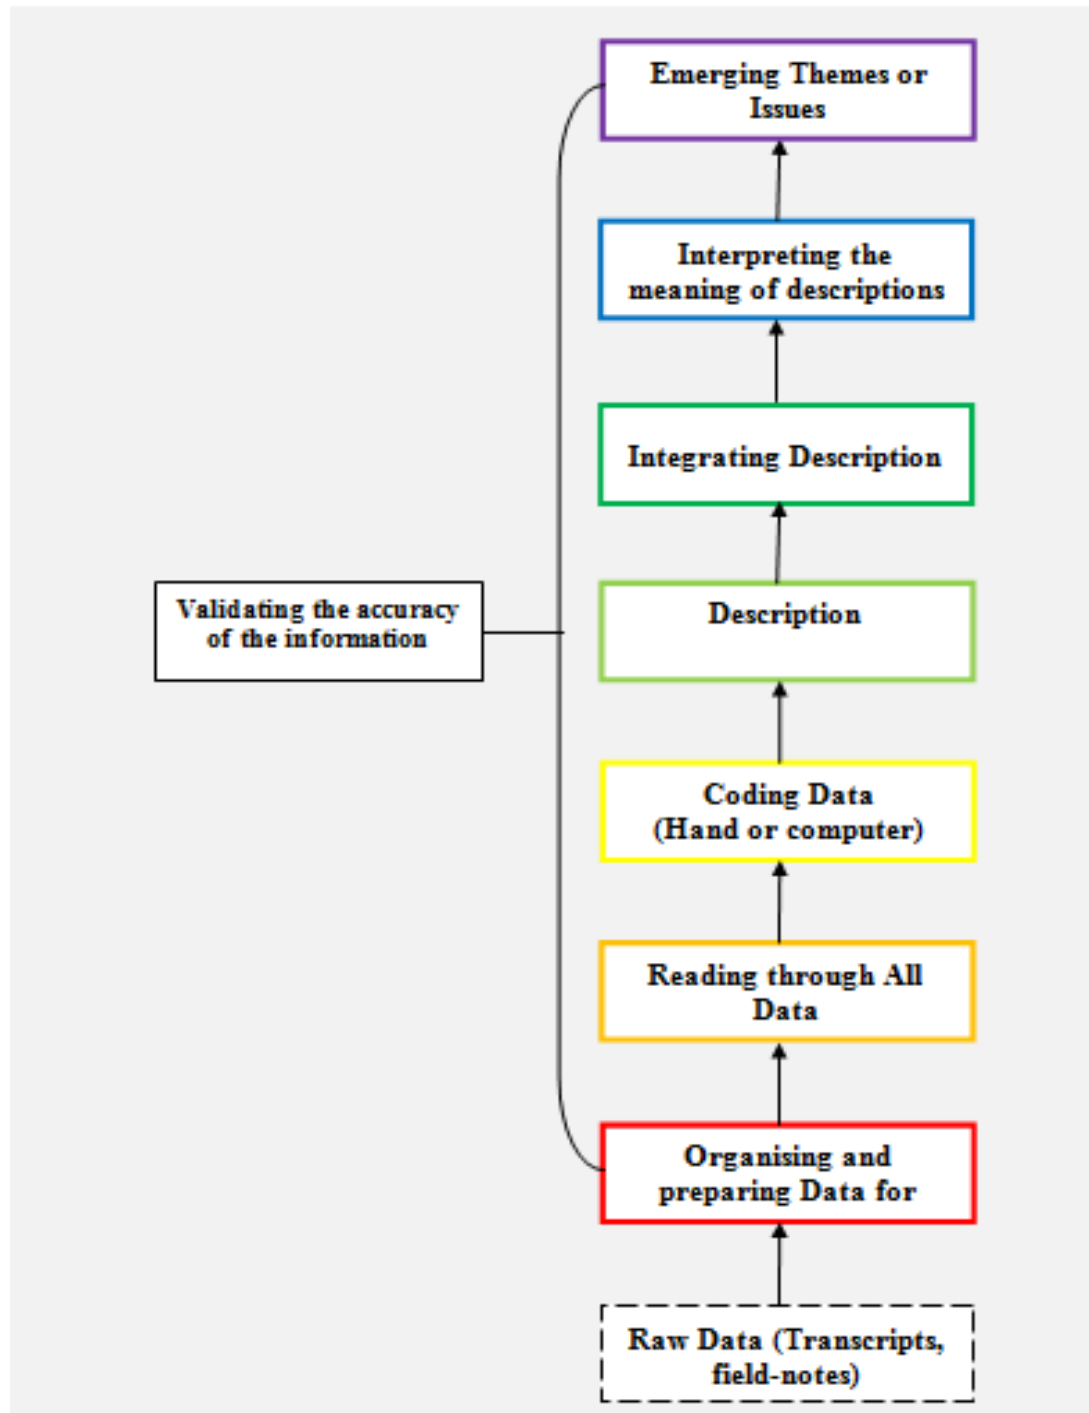 Emerging Themes or
Issues
Interpreting the
meaning of descriptions
Integrating Description
Validating the accuracy
of the information
Description
Coding Data
(Hand or computer)
Reading through All
Data
Organising and
preparing Data for
Raw Data (Transcripts,
field-notes)